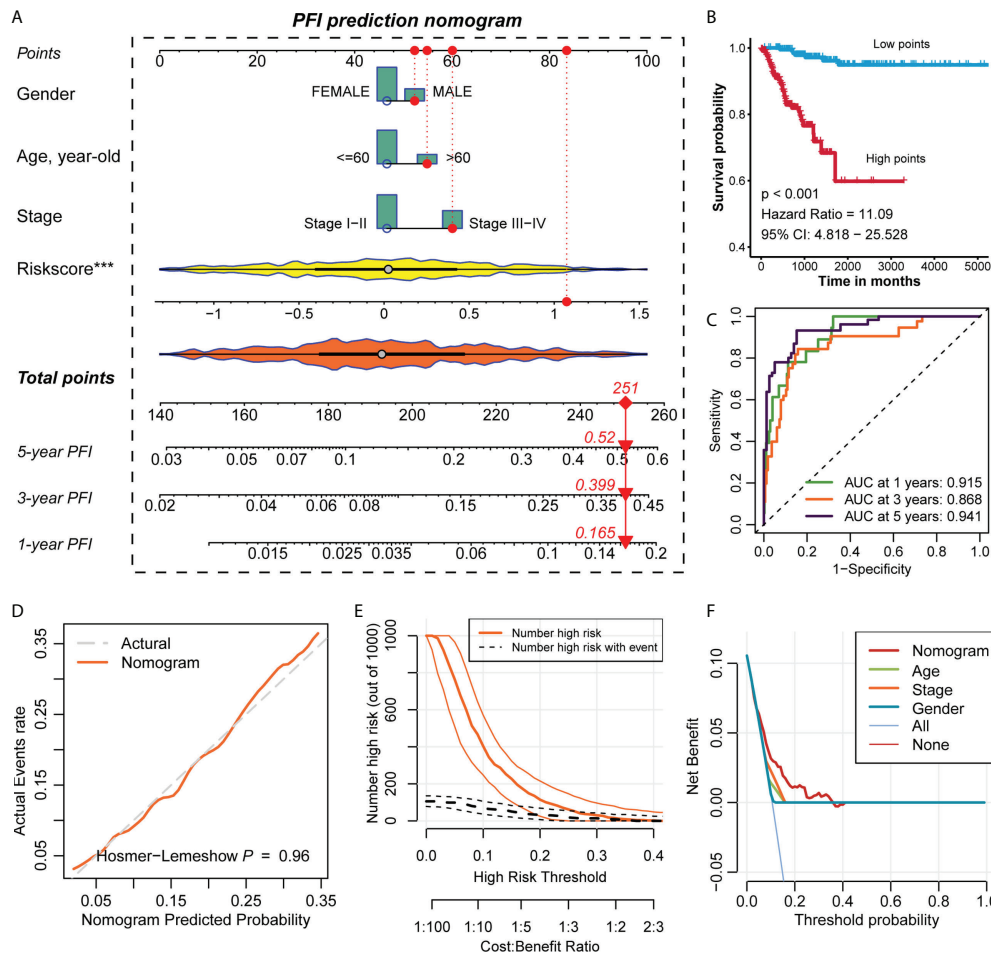 A
PFI prediction nomogram
Points
0 20 40 60 80 100
Gender
FEMALE MALE
Age, year-old
<=60 >60
Stage
Stage I-II Stage III-IV
Riskscore***
−1 −0.5 0 0.5 1 1.5
Total points
251
140 160 180 200 220 240 260
5-year PFI
0.52
0.03 0.05 0.07 0.1 0.2 0.3 0.4 0.5 0.6
3-year PFI
0.399
0.02 0.04 0.06 0.08 0.15 0.25 0.35 0.45
1-year PFI
0.165
0.015 0.025 0.035 0.06 0.1 0.14 0.2
B
Survival probability
1.0
0.8
0.6
0.4
Low points
High points
p < 0.001
Hazard Ratio = 11.09
95% CI: 4.818 − 25.528
0 1000 2000 3000 4000 5000
Time in months
C
Sensitivity
1.0
0.8
0.6
0.4
0.2
0.0
AUC at 1 years: 0.915
AUC at 3 years: 0.868
AUC at 5 years: 0.941
0.0 0.2 0.4 0.6 0.8 1.0
1−Specificity
D
Actual Events rate
0.35
0.25
0.15
0.05
Actural
Nomogram
Hosmer−Lemeshow P = 0.96
0.05 0.15 0.25 0.35
Nomogram Predicted Probability
E
Number high risk (out of 1000)
1000
600
200
0
Number high risk
Number high risk with event
0.0 0.1 0.2 0.3 0.4
High Risk Threshold
1:100 1:10 1:5 1:3 1:2 2:3
Cost:Benefit Ratio
F
Net Benefit
0.10
0.05
0.00
−0.05
Nomogram
Age
Stage
Gender
All
None
0.0 0.2 0.4 0.6 0.8 1.0
Threshold probability